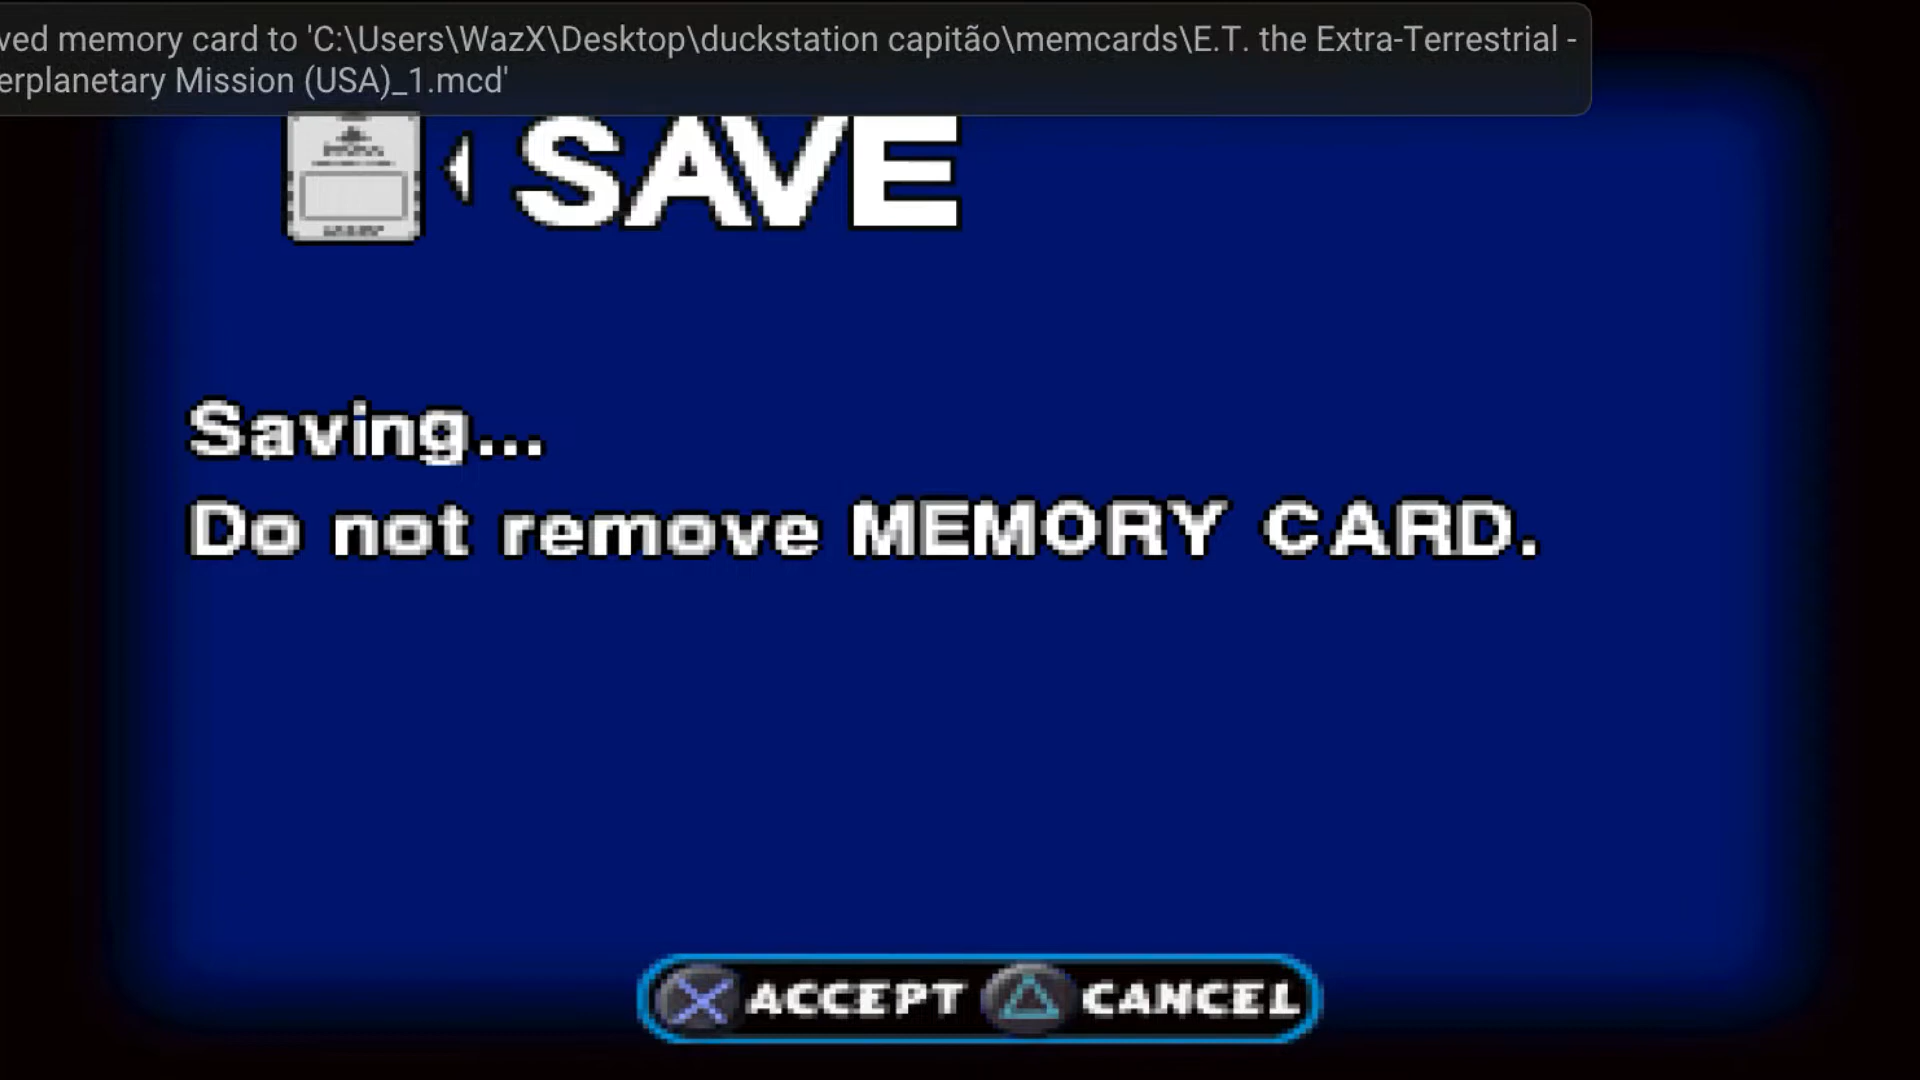 ved memory card to 'C:\Users\WazX\Desktop\duckstation capitão\memcards\E.T. the Extra-Terrestrial -
erplanetary Mission (USA)_1.mcd'
SAVE
Saving...
Do not remove MEMORY CARD.
ACCEPT CANCEL